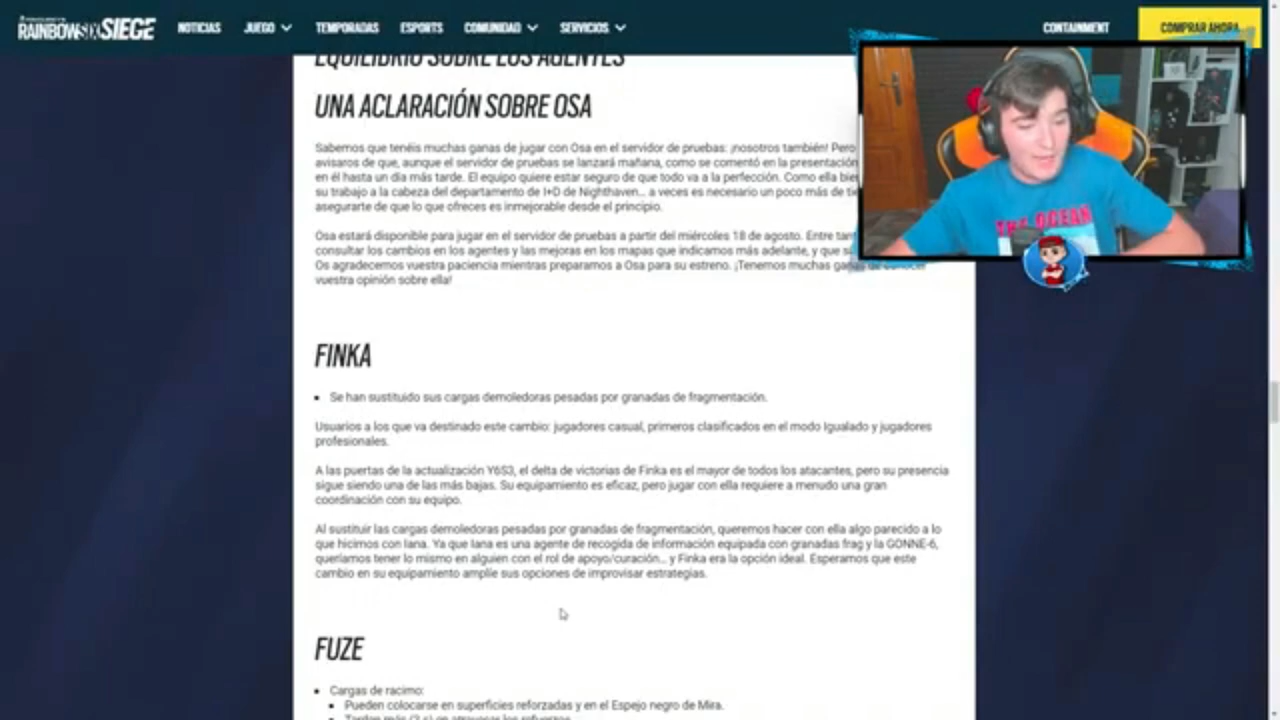 RAINBOWSIX SIEGE
NOTICIAS
JUEGO
TEMPORADAS
ESPORTS
COMUNIDAD
SERVICIOS
CONTAINMENT
COMPRAR AHORA
EQUILIBRIO SOBRE LOS AGENTES
UNA ACLARACIÓN SOBRE OSA
Sabemos que tenéis muchas ganas de jugar con Osa en el servidor de pruebas: ¡nosotros también! Pero
avisaros de que, aunque el servidor de pruebas se lanzará mañana, como se comentó en la presentación
en él hasta un día más tarde. El equipo quiere estar seguro de que todo va a la perfección. Como ella bien
su trabajo a la cabeza del departamento de I+D de Nighthaven... a veces es necesario un poco más de
asegurarte de que lo que ofreces es inmejorable desde el principio.
Osa estará disponible para jugar en el servidor de pruebas a partir del miércoles 18 de agosto. Entre
consultar los cambios en los agentes y las mejoras en los mapas que indicamos más adelante, y que
Os agradecemos vuestra paciencia mientras preparamos a Osa para su estreno. ¡Tenemos muchas ganas de conocer
vuestra opinión sobre ella!
FINKA
▪ Se han sustituido sus cargas demoledoras pesadas por granadas de fragmentación.
Usuarios a los que va destinado este cambio: jugadores casual, primeros clasificados en el modo Igualado y jugadores
profesionales.
A las puertas de la actualización Y6S3, el delta de victorias de Finka es el mayor de todos los atacantes, pero su presencia
sigue siendo una de las más bajas. Su equipamiento es eficaz, pero jugar con ella requiere a menudo una gran
coordinación con su equipo.
Al sustituir las cargas demoledoras pesadas por granadas de fragmentación, queremos hacer con ella algo parecido a lo
que hicimos con Iana. Ya que Iana es una agente de recogida de información equipada con granadas frag y la GONNE-6,
queríamos tener lo mismo en alguien con el rol de apoyo/curación... y Finka era la opción ideal. Esperamos que este
cambio en su equipamiento amplíe sus opciones de improvisar estrategias.
FUZE
▪ Cargas de racimo:
▪ Pueden colocarse en superficies reforzadas y en el Espejo negro de Mira.
▪ Tardan más (3 s) en atravesar los refuerzos.
THE OCEAN